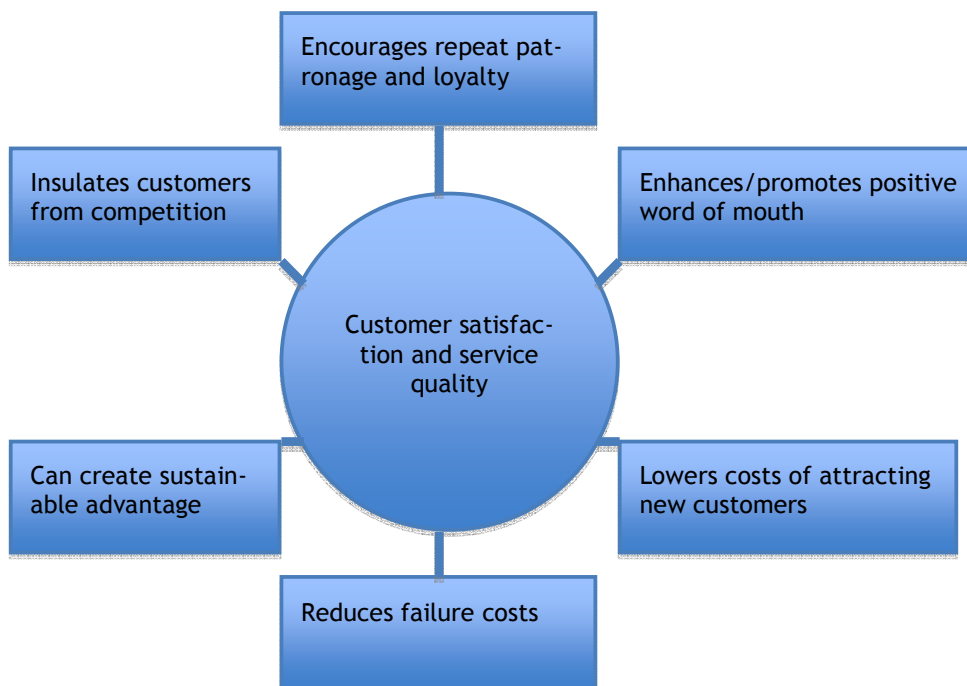 Encourages repeat pat-
ronage and loyalty
Insulates customers
from competition
Enhances/promotes positive
word of mouth
Customer satisfac-
tion and service
quality
Can create sustain-
able advantage
Lowers costs of attracting
new customers
Reduces failure costs